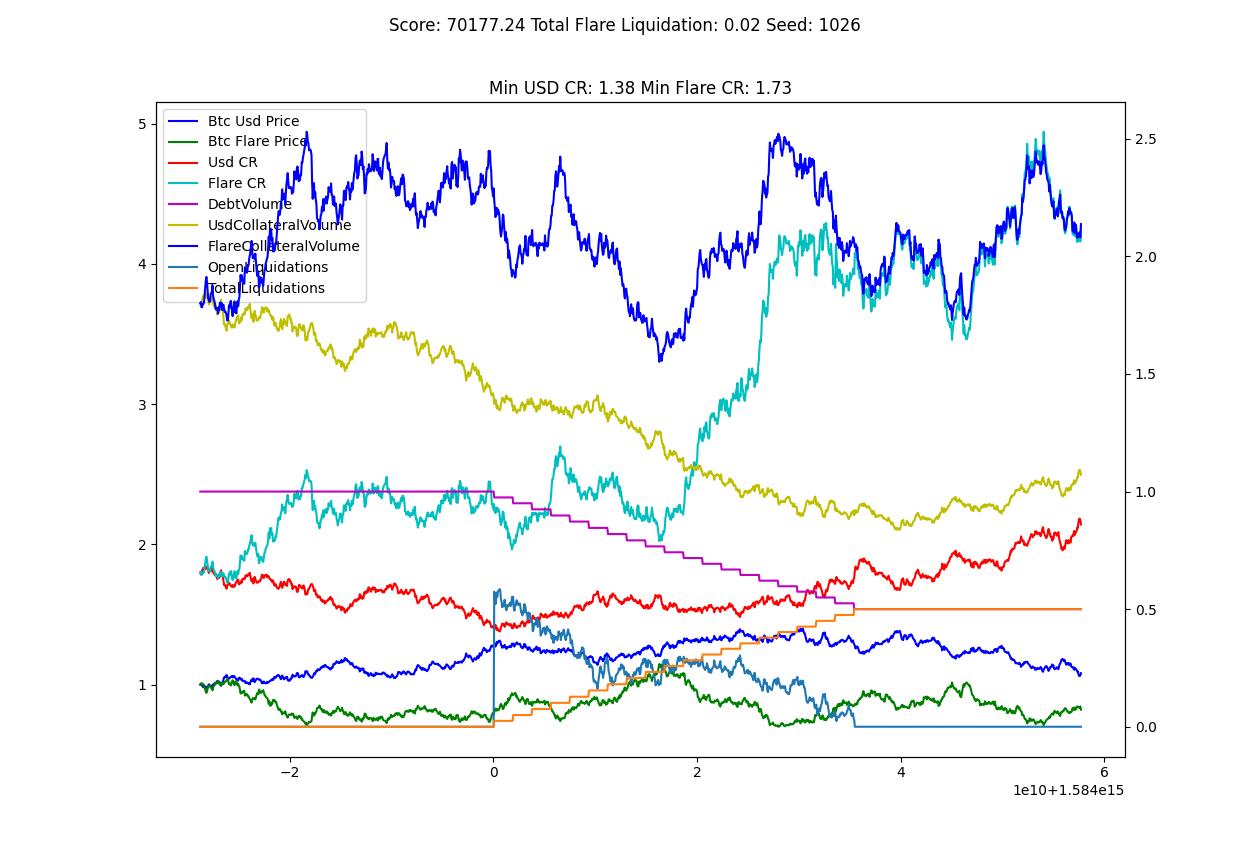 Score: 70177.24 Total Flare Liquidation: 0.02 Seed: 1026
Min USD CR: 1.38 Min Flare CR: 1.73
Btc Usd Price
Btc Flare Price
Usd CR
Flare CR
DebtVolume
UsdCollateralVolume
FlareCollateralVolume
OpenLiquidations
TotalLiquidations
5
4
3
2
1
2.5
2.0
1.5
1.0
0.5
0.0
−2 0 2 4 6
1e10+1.584e15